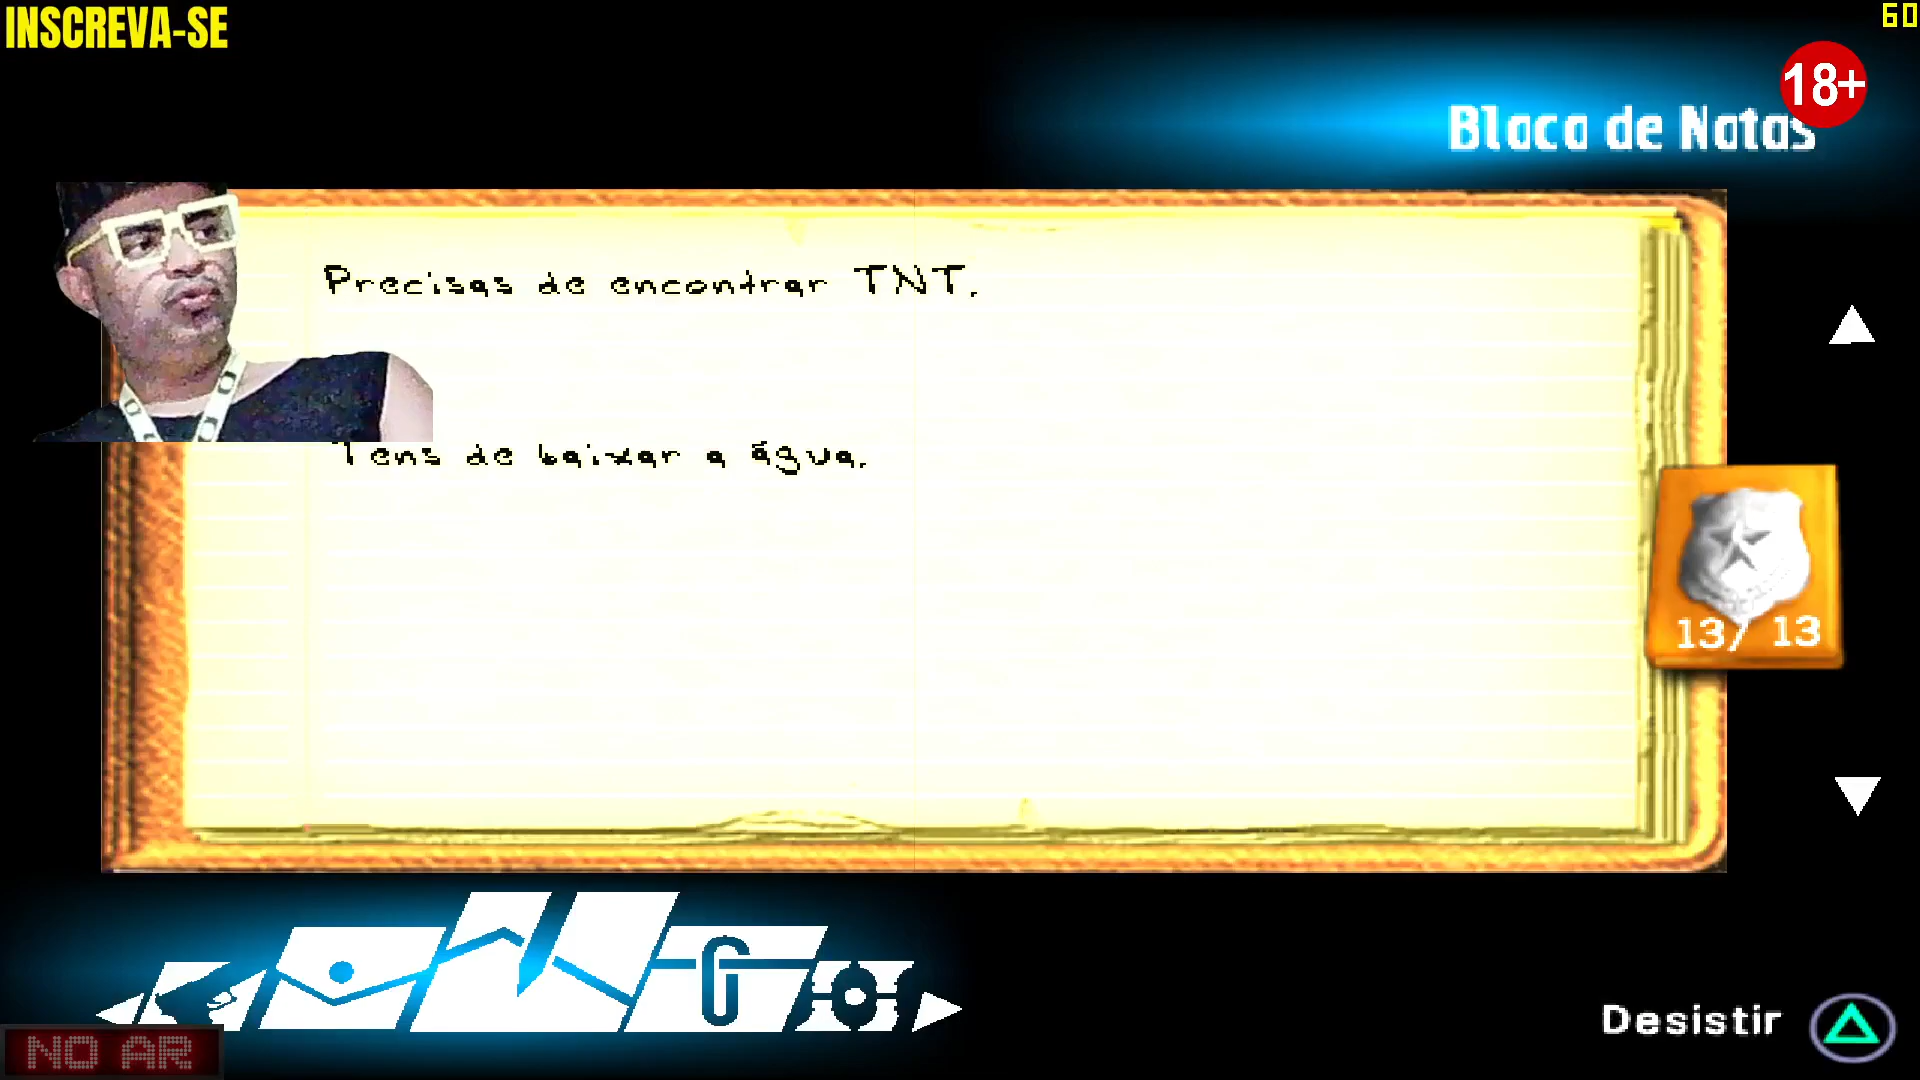 INSCREVA-SE
60
18+
Bloco de Notas
Precisas de encontrar TNT.
Tens de baixar a água.
13/ 13
Desistir
NO AR